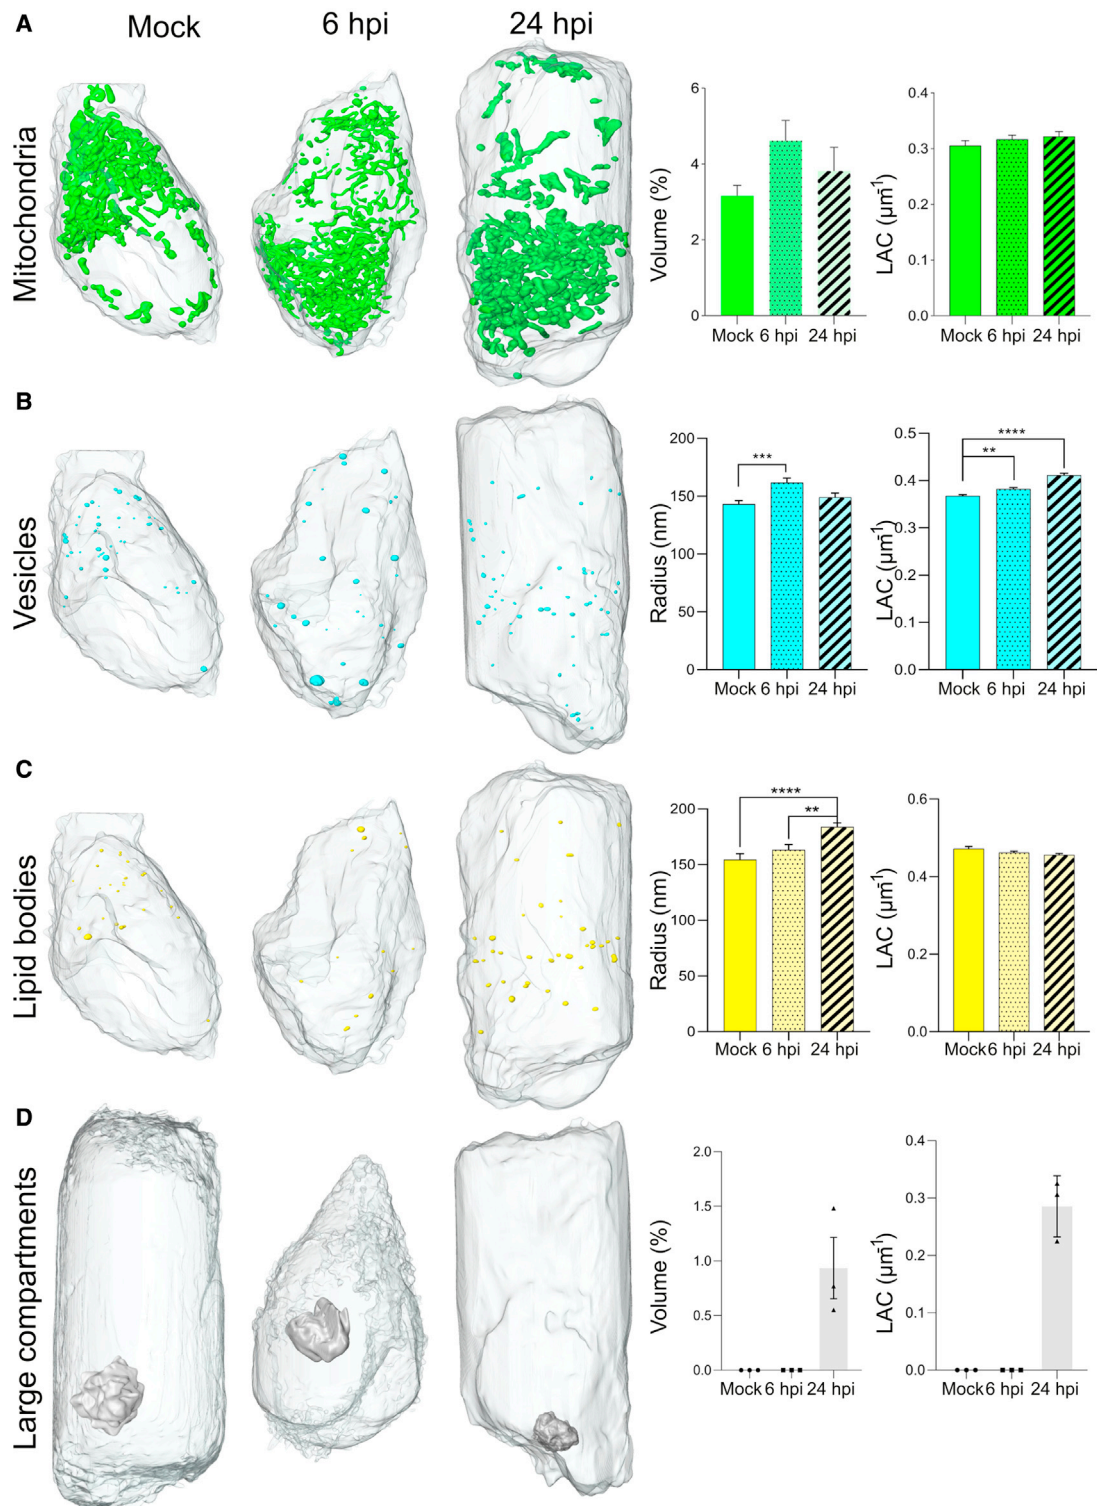 A
Mock
6 hpi
24 hpi
Mitochondria
Volume (%)
6
4
2
0
Mock 6 hpi 24 hpi
LAC (µm⁻¹)
0.4
0.3
0.2
0.1
0.0
Mock 6 hpi 24 hpi
B
Vesicles
Radius (nm)
200
150
100
50
0
***
Mock 6 hpi 24 hpi
LAC (µm⁻¹)
0.5
0.4
0.3
0.2
0.1
0.0
****
**
Mock 6 hpi 24 hpi
C
Lipid bodies
Radius (nm)
200
150
100
50
0
****
**
Mock 6 hpi 24 hpi
LAC (µm⁻¹)
0.6
0.4
0.2
0.0
Mock 6 hpi 24 hpi
D
Large compartments
Volume (%)
2.0
1.5
1.0
0.5
0.0
Mock 6 hpi 24 hpi
LAC (µm⁻¹)
0.4
0.3
0.2
0.1
0.0
Mock 6 hpi 24 hpi